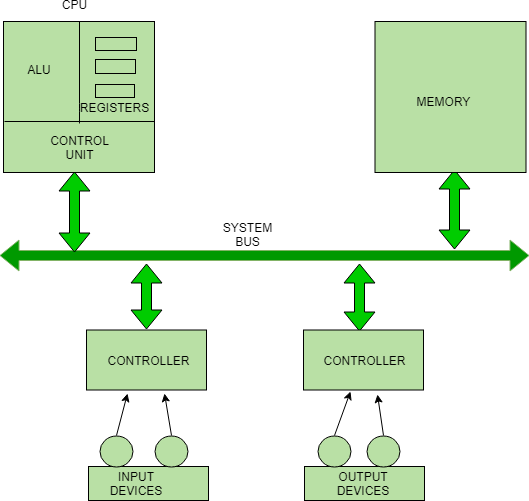 CPU
ALU
REGISTERS
CONTROL
UNIT
MEMORY
SYSTEM
BUS
CONTROLLER
CONTROLLER
INPUT
DEVICES
OUTPUT
DEVICES